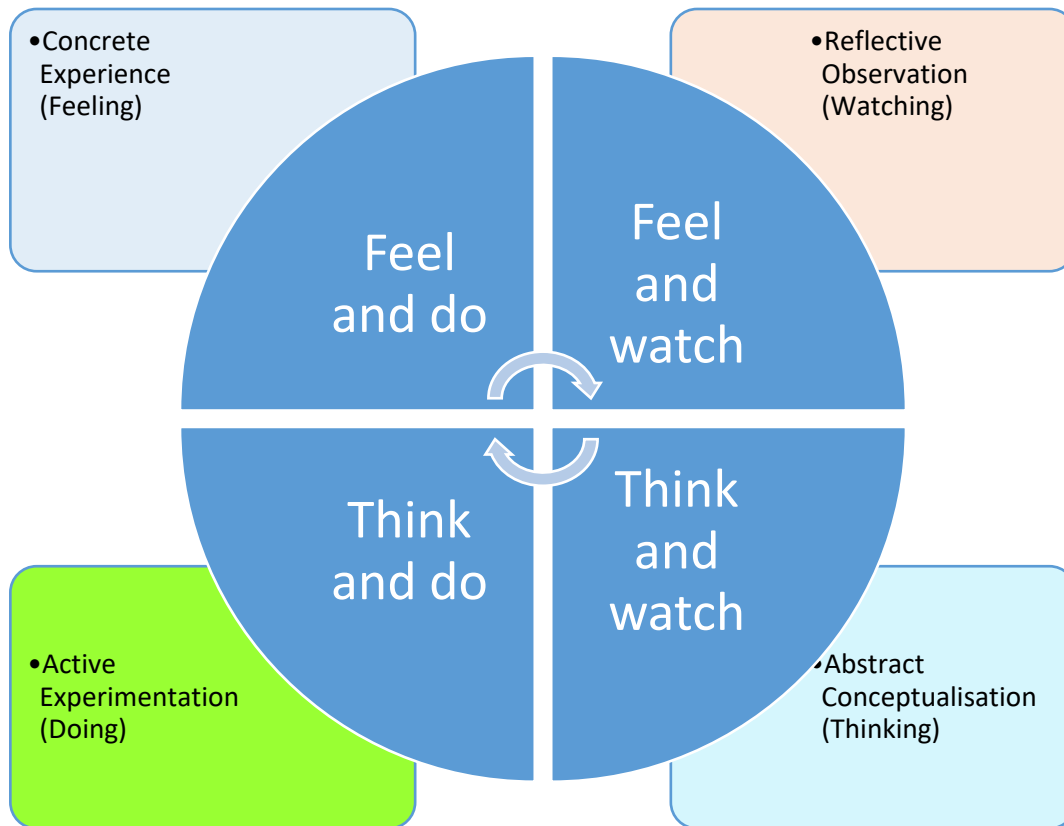 •Concrete
Experience
(Feeling)
•Reflective
Observation
(Watching)
Feel
and do
Feel
and
watch
Think
and do
Think
and
watch
•Active
Experimentation
(Doing)
•Abstract
Conceptualisation
(Thinking)